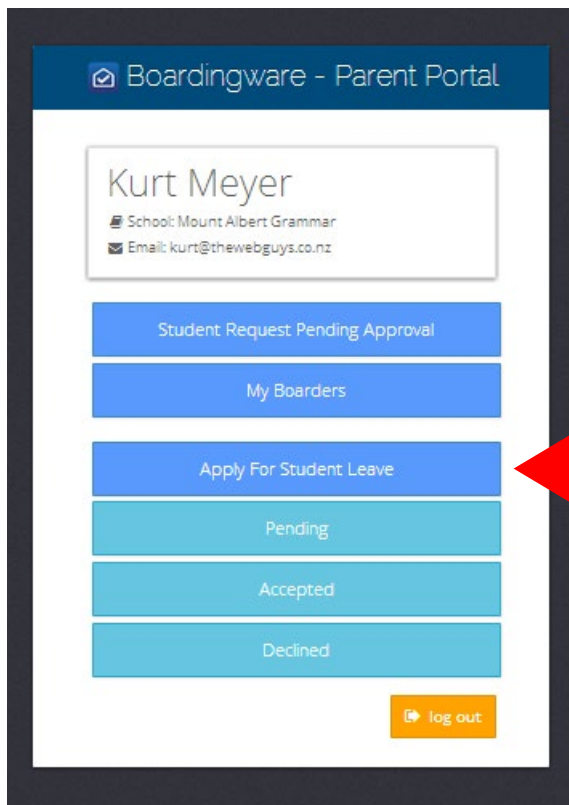 Boardingware - Parent Portal
Kurt Meyer
School: Mount Albert Grammar
Email: kurt@thewebguys.co.nz
Student Request Pending Approval
My Boarders
Apply For Student Leave
Pending
Accepted
Declined
log out